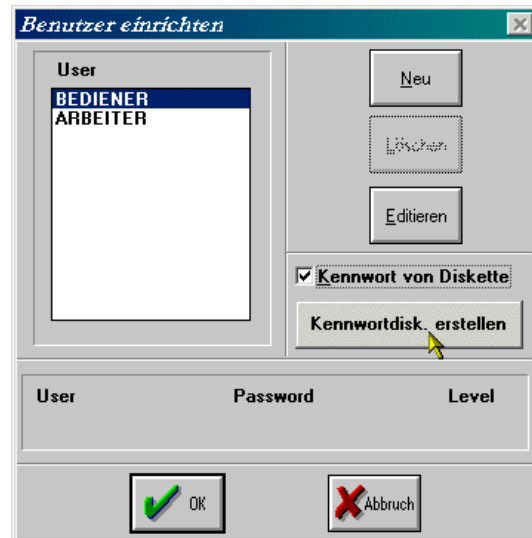 Benutzer einrichten
User
BEDIENER
ARBEITER
Neu
Löschen
Editieren
Kennwort von Diskette
Kennwortdisk. erstellen
User Password Level
OK
Abbruch